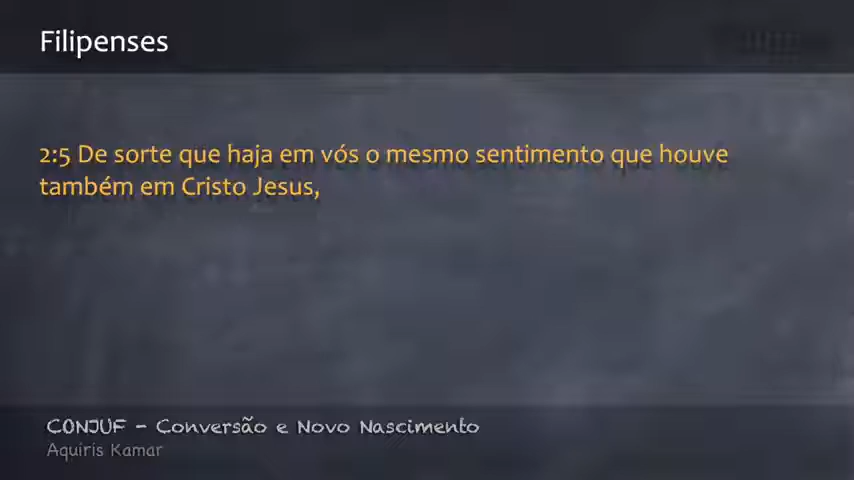 Filipenses
2:5 De sorte que haja em vós o mesmo sentimento que houve
também em Cristo Jesus,
CONJUF - Conversão e Novo Nascimento
Aquiris Kamar